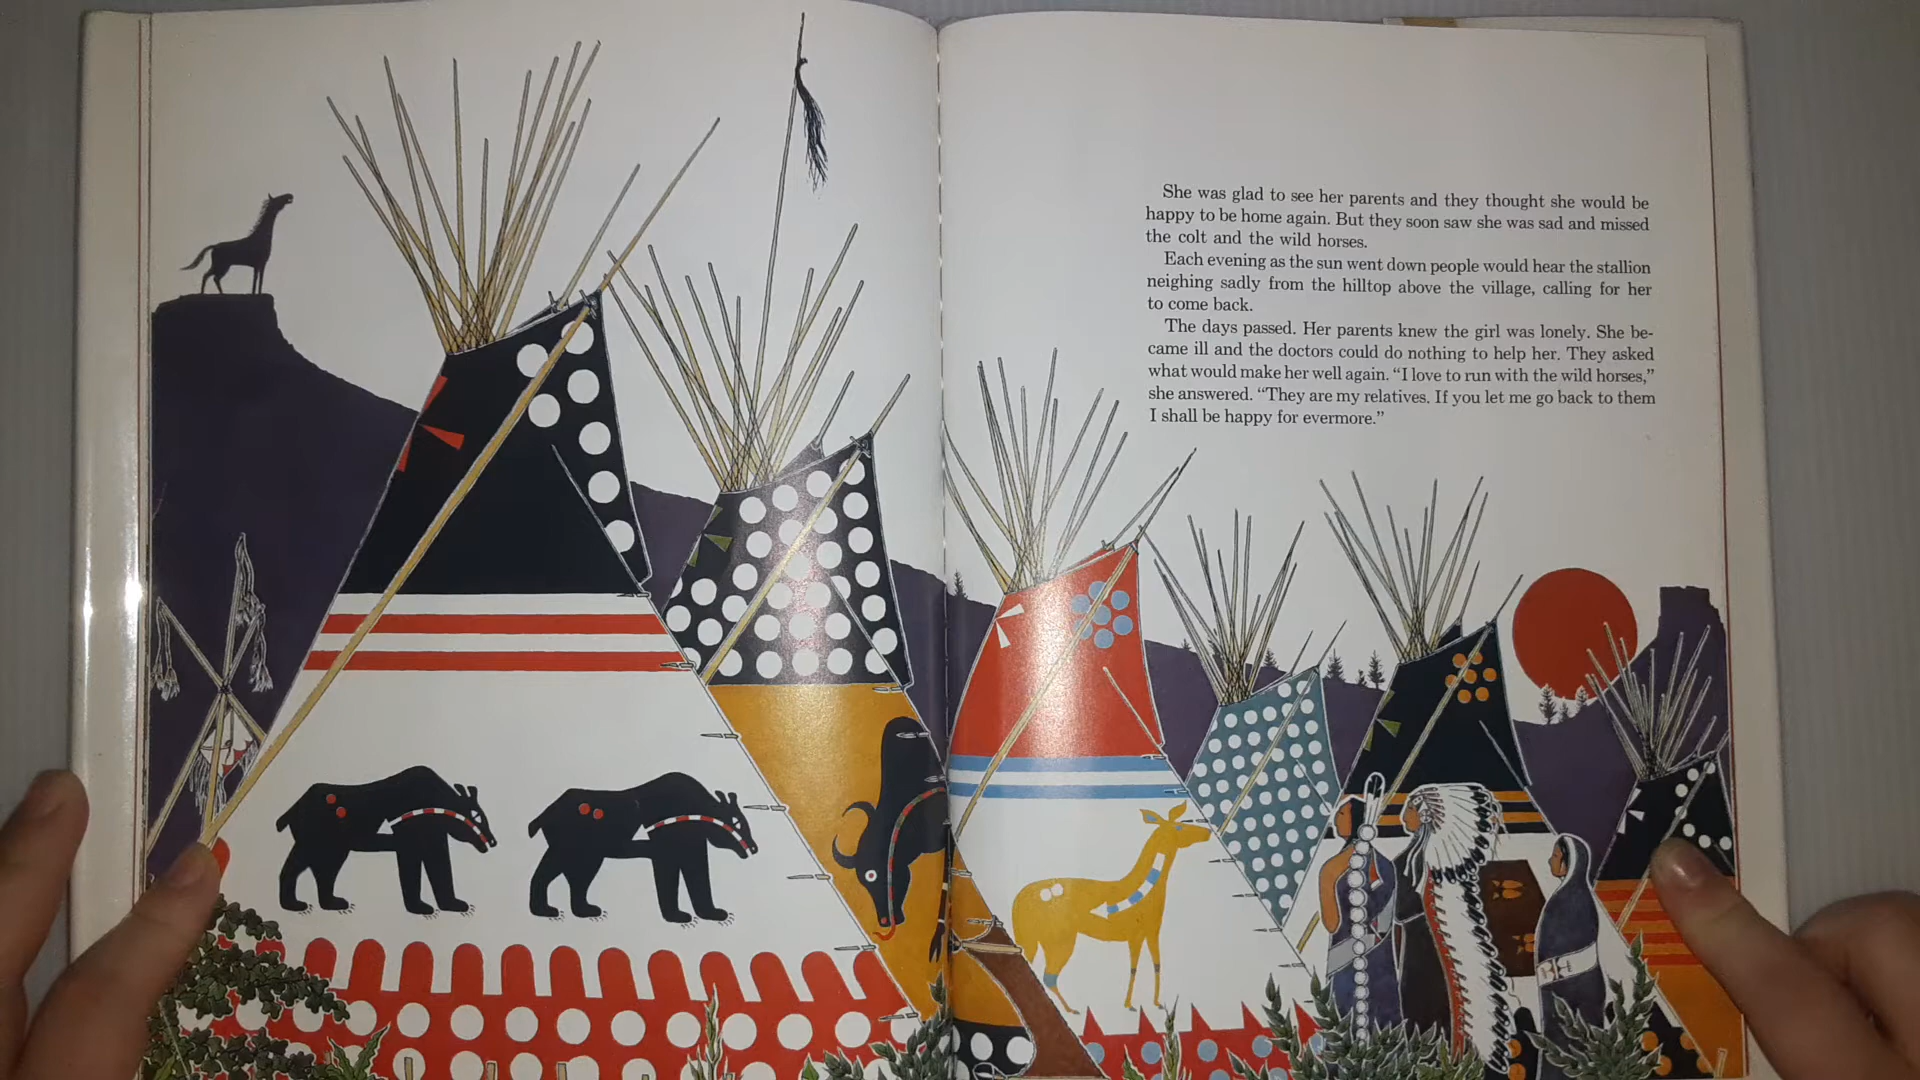 She was glad to see her parents and they thought she would be
happy to be home again. But they soon saw she was sad and missed
the colt and the wild horses.
Each evening as the sun went down people would hear the stallion
neighing sadly from the hilltop above the village, calling for her
to come back.
The days passed. Her parents knew the girl was lonely. She be-
came ill and the doctors could do nothing to help her. They asked
what would make her well again. “I love to run with the wild horses,”
she answered. “They are my relatives. If you let me go back to them
I shall be happy for evermore.”